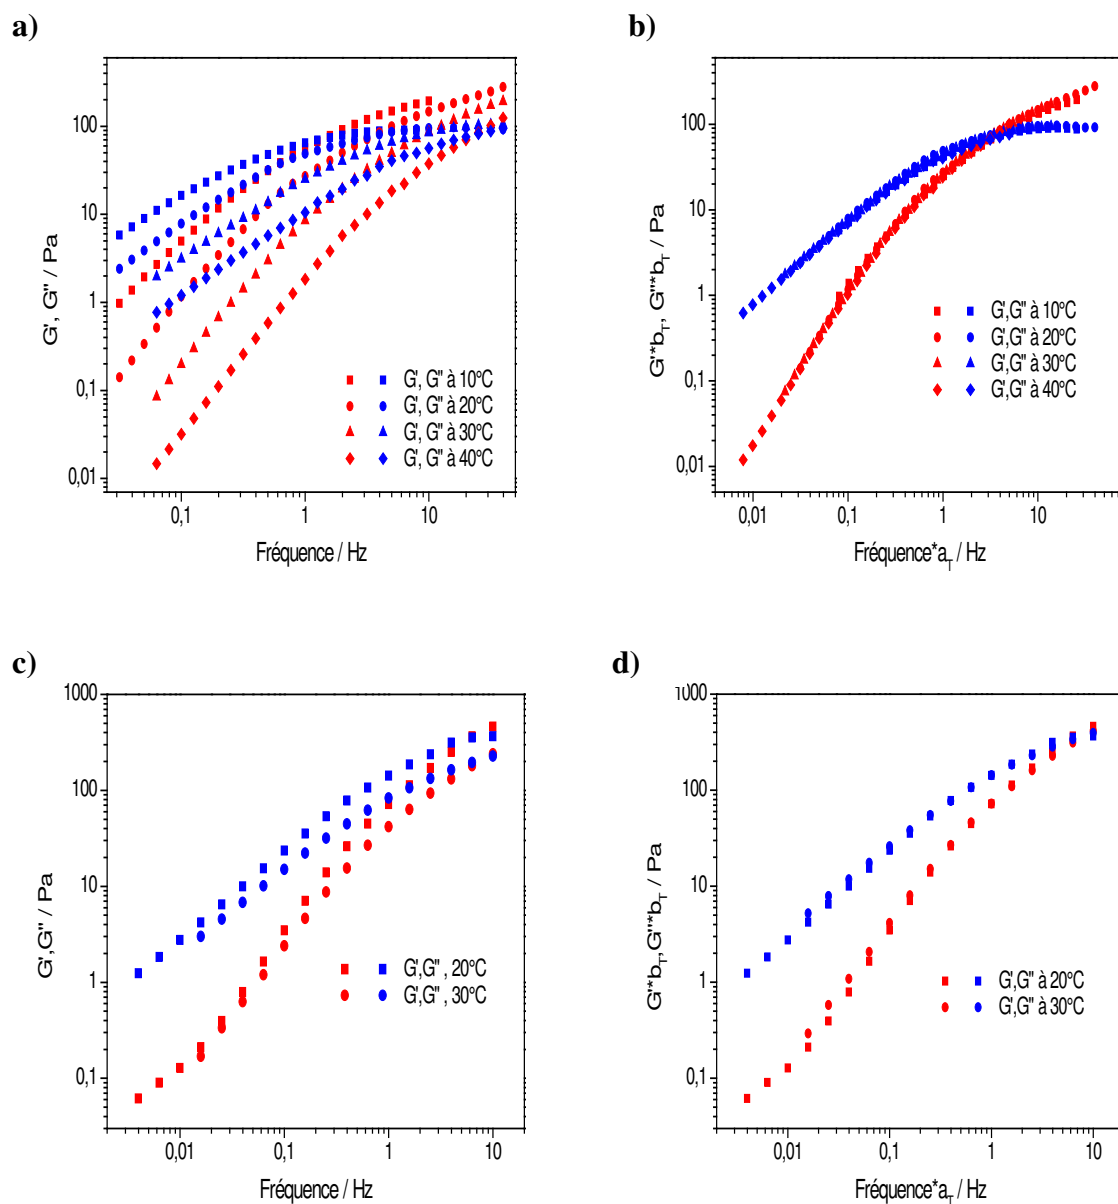 a)
100
10
1
0,1
0,01
G', G'' / Pa
0,1
1
10
Fréquence / Hz
G', G'' à 10°C
G', G'' à 20°C
G', G'' à 30°C
G', G'' à 40°C
b)
100
10
1
0,1
0,01
G'*b_T, G''*b_T / Pa
0,01
0,1
1
10
Fréquence*a_T / Hz
G',G'' à 10°C
G',G'' à 20°C
G',G'' à 30°C
G',G'' à 40°C
c)
1000
100
10
1
0,1
G',G'' / Pa
0,01
0,1
1
10
Fréquence / Hz
G',G'' , 20°C
G',G'' , 30°C
d)
1000
100
10
1
0,1
G'*b_T,G''*b_T / Pa
0,01
0,1
1
10
Fréquence*a_T / Hz
G',G'' à 20°C
G',G'' à 30°C